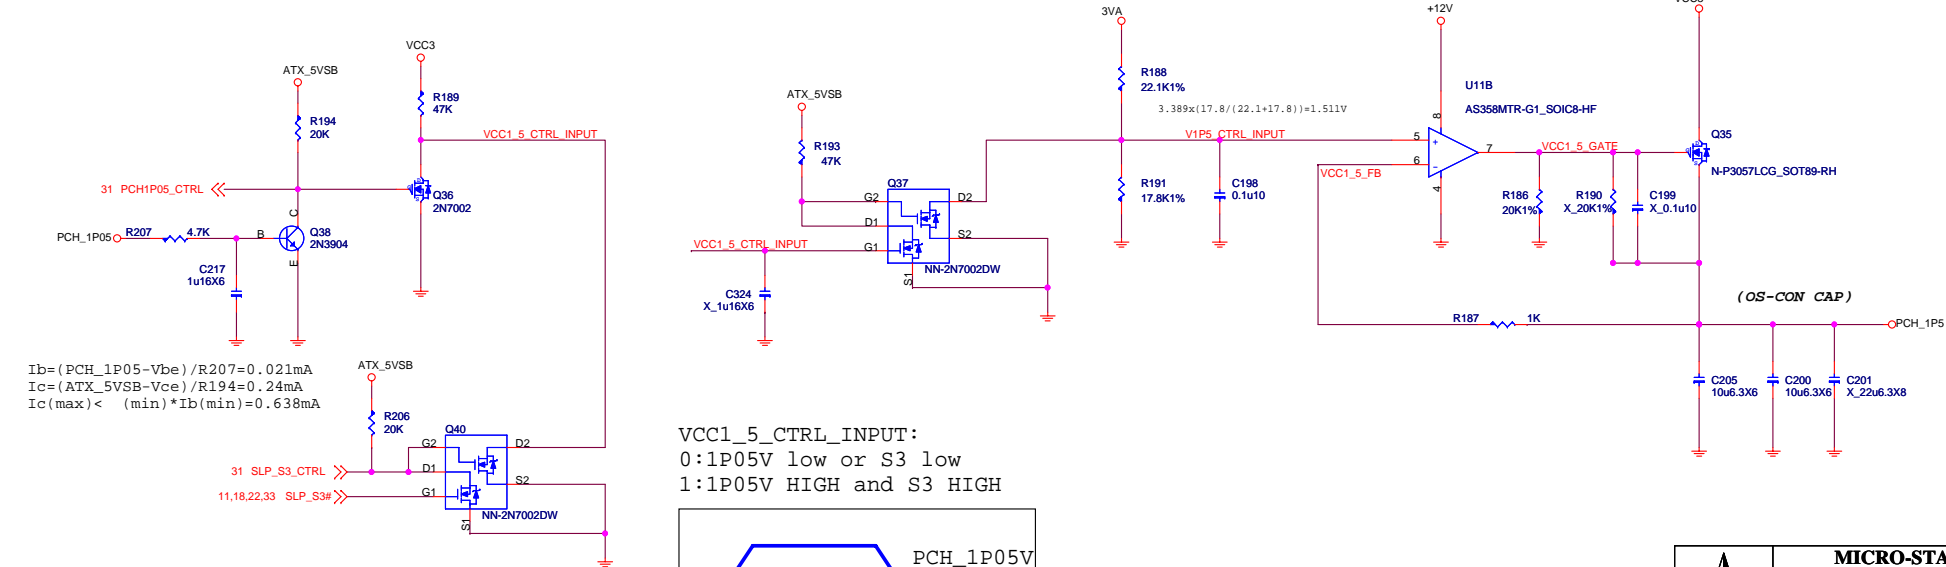 VCC3
ATX_5VSB
R189
47K
R194
20K
VCC1_5_CTRL_INPUT
31 PCH1P05_CTRL
Q36
2N7002
C
PCH_1P05
R207
4.7K
B
Q38
2N3904
E
C217
1u16X6
Ib=(PCH_1P05-Vbe)/R207=0.021mA
Ic=(ATX_5VSB-Vce)/R194=0.24mA
Ic(max)< (min)*Ib(min)=0.638mA
ATX_5VSB
R206
20K
Q40
G2
D2
31 SLP_S3_CTRL
D1
S2
11,18,22,33 SLP_S3#
G1
S1
NN-2N7002DW
ATX_5VSB
R193
47K
Q37
G2
D2
D1
S2
VCC1_5_CTRL_INPUT
G1
S1
NN-2N7002DW
C324
X_1u16X6
VCC1_5_CTRL_INPUT:
0:1P05V low or S3 low
1:1P05V HIGH and S3 HIGH
PCH_1P05V
3VA
R188
22.1K1%
3.389x(17.8/(22.1+17.8))=1.511V
V1P5_CTRL_INPUT
R191
17.8K1%
C198
0.1u10
+12V
U11B
AS358MTR-G1_SOIC8-HF
8
5
+
7
6
-
4
VCC1_5_FB
VCC1_5_GATE
Q35
N-P3057LCG_SOT89-RH
R186
20K1%
R190
X_20K1%
C199
X_0.1u10
(OS-CON CAP)
R187
1K
PCH_1P5
C205
10u6.3X6
C200
10u6.3X6
C201
X_22u6.3X8
MICRO-STA